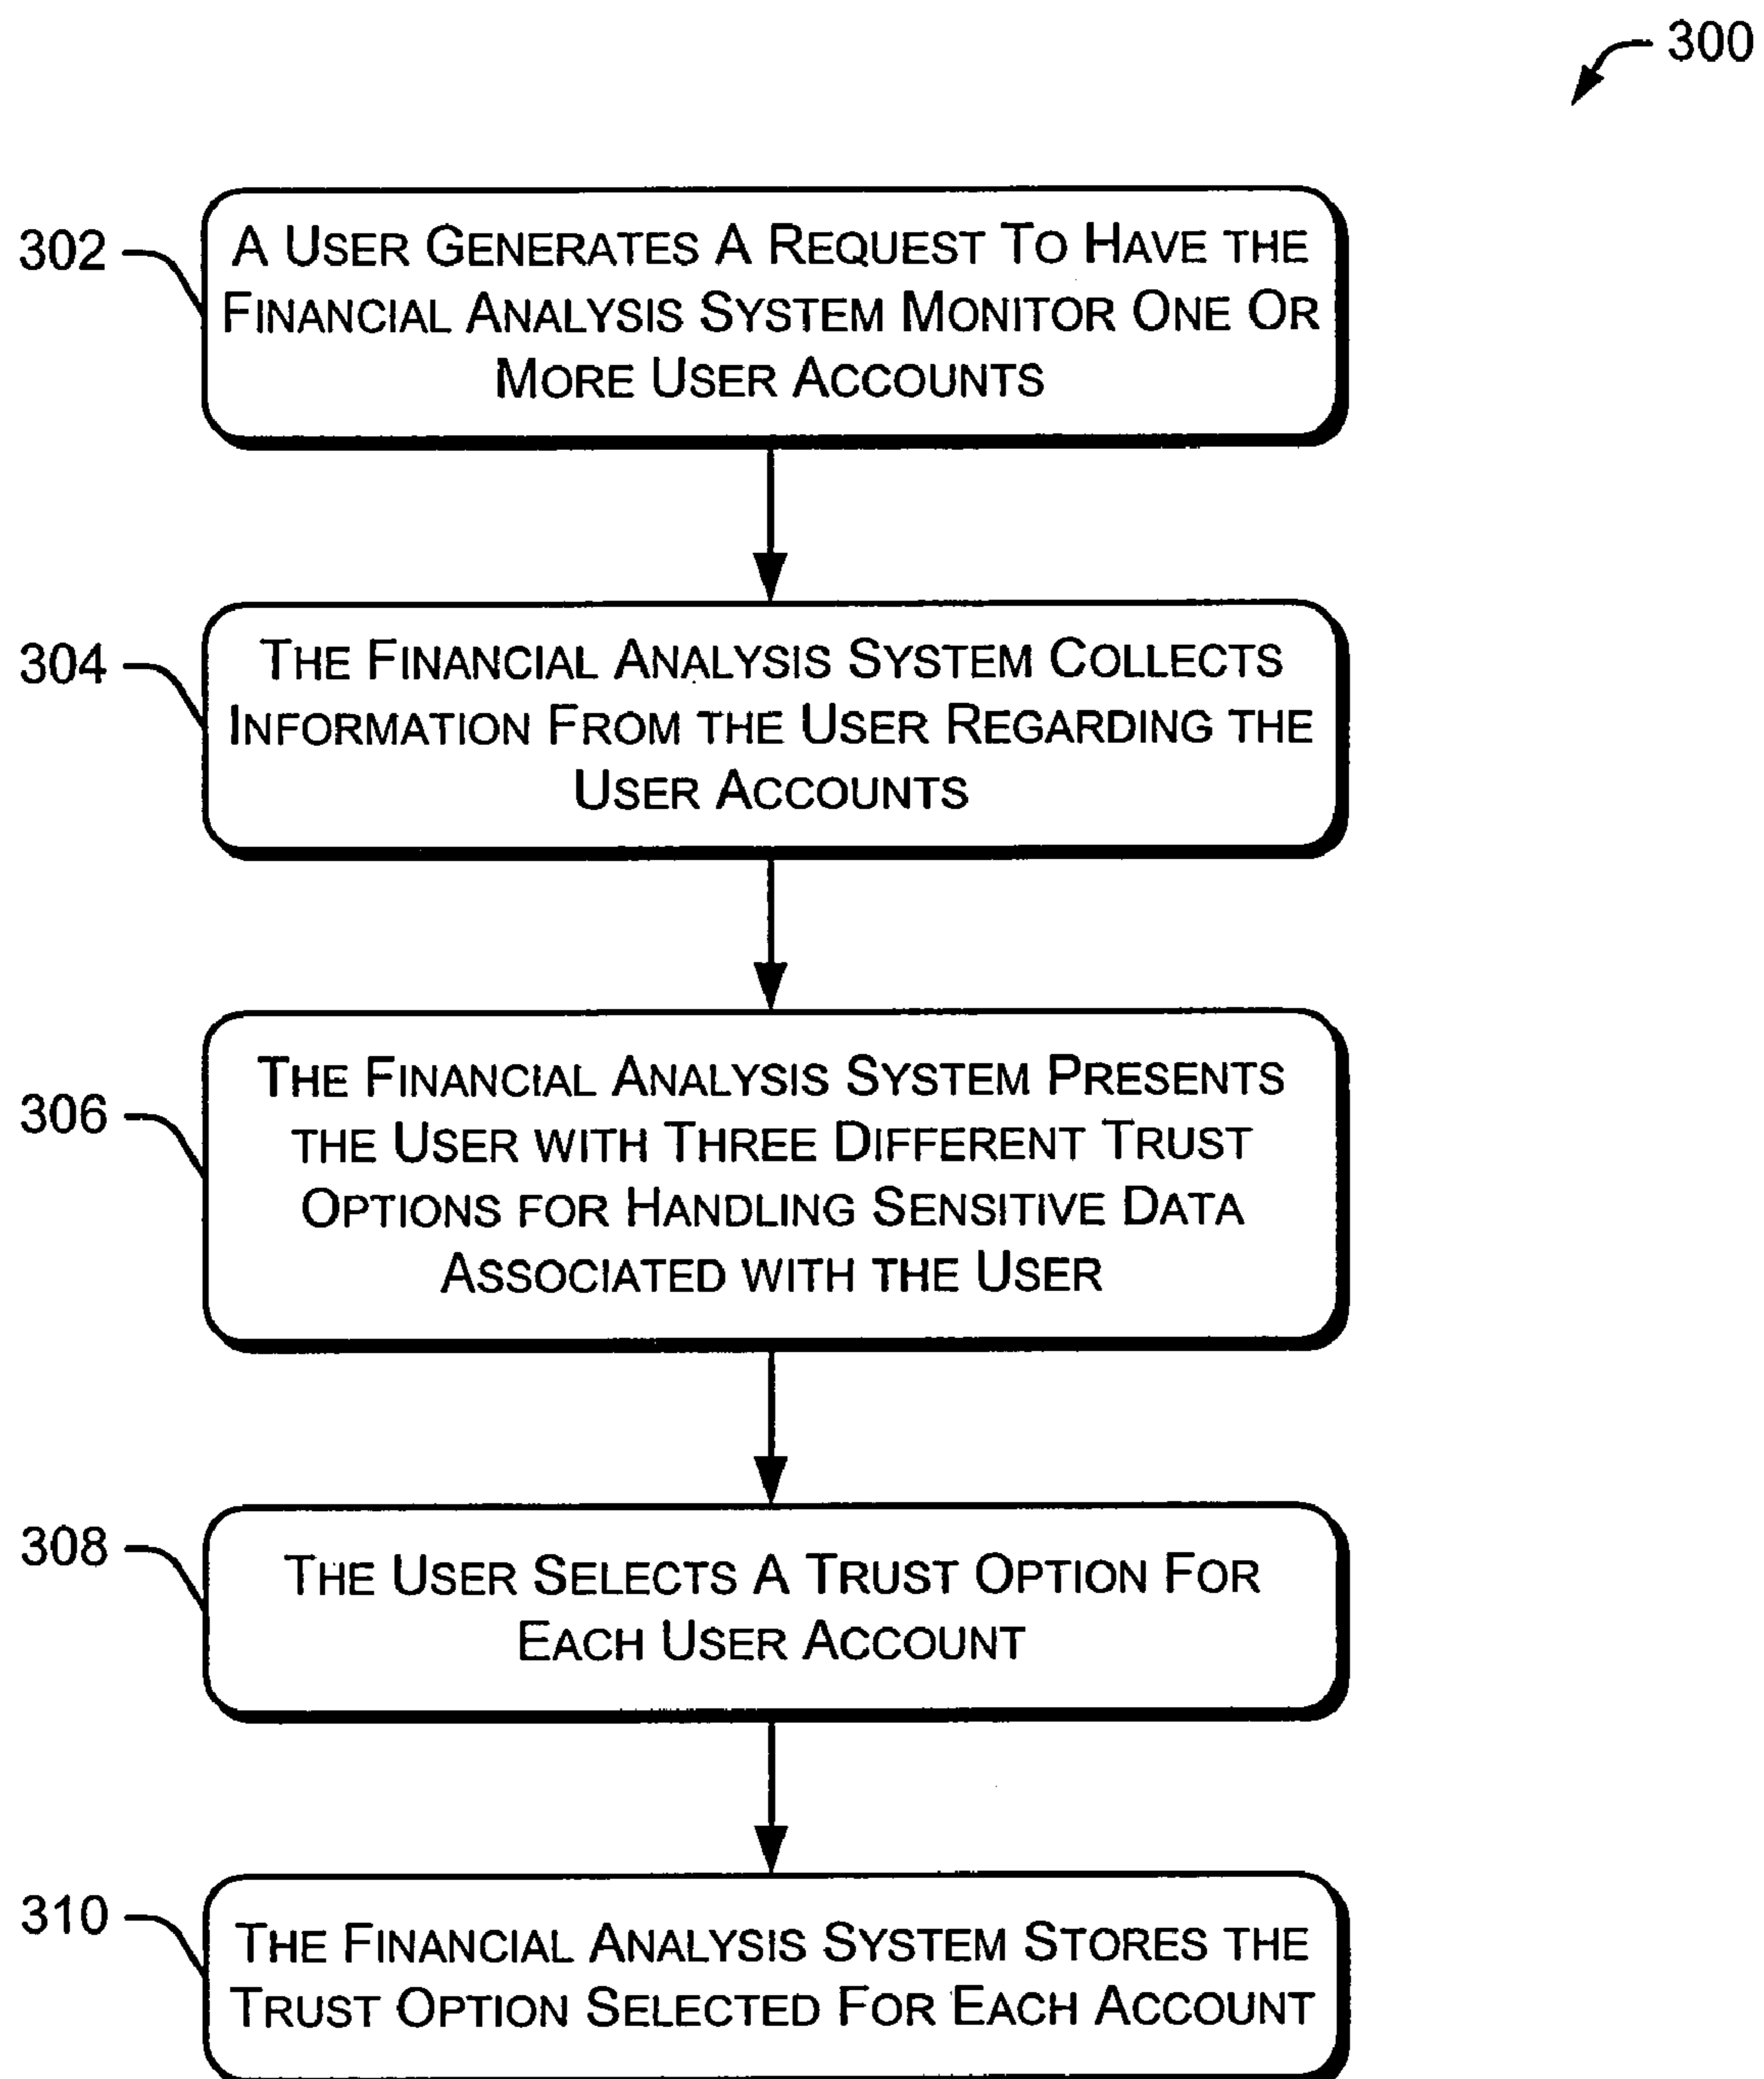 300
302
A USER GENERATES A REQUEST TO HAVE THE
FINANCIAL ANALYSIS SYSTEM MONITOR ONE OR
MORE USER ACCOUNTS
304
THE FINANCIAL ANALYSIS SYSTEM COLLECTS
INFORMATION FROM THE USER REGARDING THE
USER ACCOUNTS
306
THE FINANCIAL ANALYSIS SYSTEM PRESENTS
THE USER WITH THREE DIFFERENT TRUST
OPTIONS FOR HANDLING SENSITIVE DATA
ASSOCIATED WITH THE USER
308
THE USER SELECTS A TRUST OPTION FOR
EACH USER ACCOUNT
310
THE FINANCIAL ANALYSIS SYSTEM STORES THE
TRUST OPTION SELECTED FOR EACH ACCOUNT